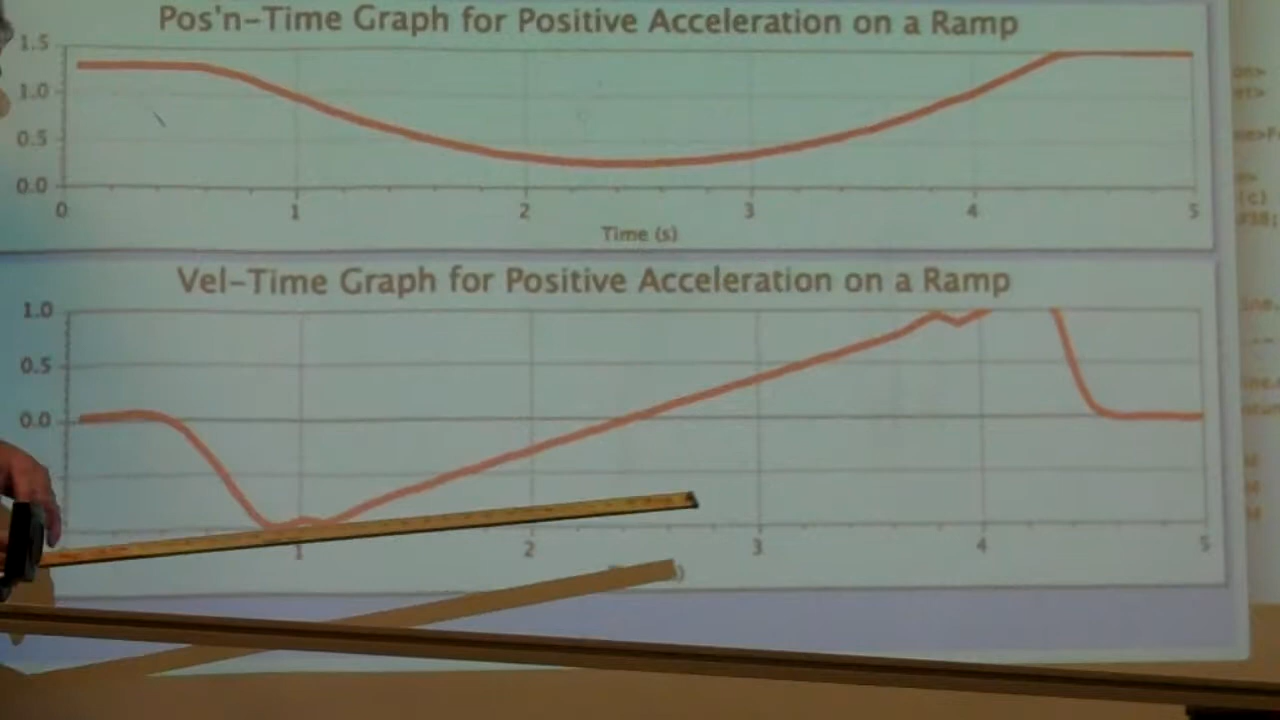 Pos'n-Time Graph for Positive Acceleration on a Ramp
1.5
1.0
0.5
0.0
0 1 2 3 4 5
Time (s)
Vel-Time Graph for Positive Acceleration on a Ramp
1.0
0.5
0.0
1 2 3 4 5
)